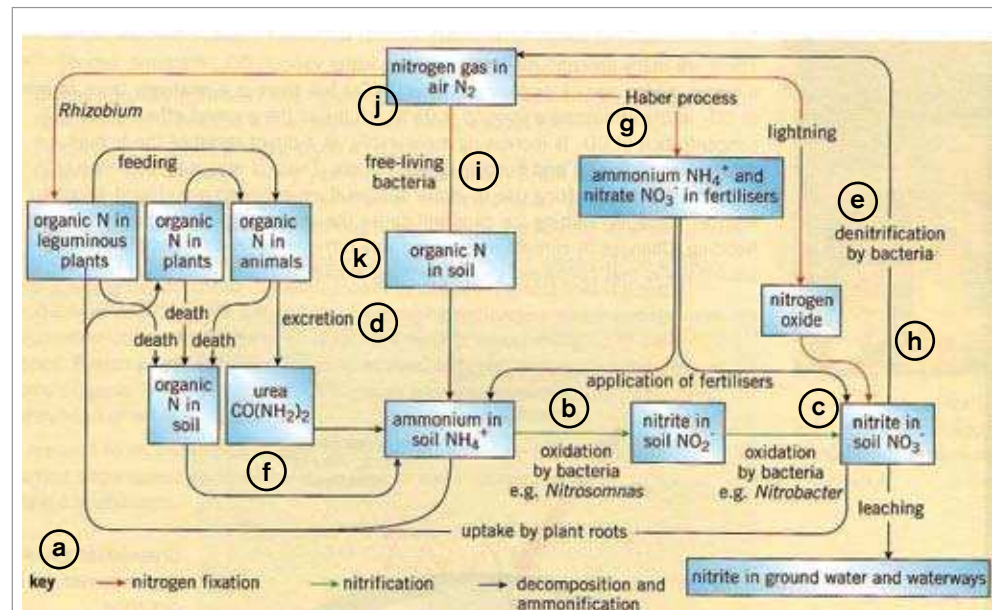 nitrogen gas in
air N₂
j
Rhizobium
Haber process
g
lightning
feeding
free-living
bacteria
i
ammonium NH₄⁺ and
nitrate NO₃⁻ in fertilisers
e
denitrification
by bacteria
organic N in
leguminous
plants
organic
N in
plants
organic
N in
animals
k
organic N
in soil
nitrogen
oxide
h
death
death
death
excretion
d
organic
N in
soil
urea
CO(NH₂)₂
f
application of fertilisers
ammonium in
soil NH₄⁺
b
nitrite in
soil NO₂⁻
c
nitrite in
soil NO₃⁻
oxidation
by bacteria
e.g. Nitrosomnas
oxidation
by bacteria
e.g. Nitrobacter
leaching
uptake by plant roots
a
key
nitrogen fixation
nitrification
decomposition and
ammonification
nitrite in ground water and waterways